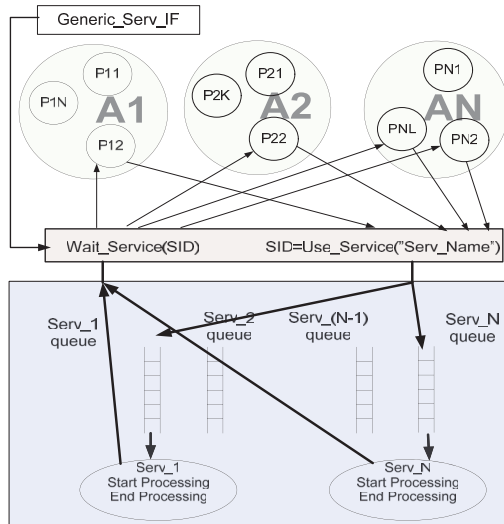 Generic_Serv_IF
P11
P1N
A1
P12
P21
P2K
A2
P22
PN1
AN
PNL
PN2
Wait_Service(SID)
SID=Use_Service("Serv_Name")
Serv_1
queue
Serv_2
queue
Serv_(N-1)
queue
Serv_N
queue
Serv_1
Start Processing
End Processing
Serv_N
Start Processing
End Processing